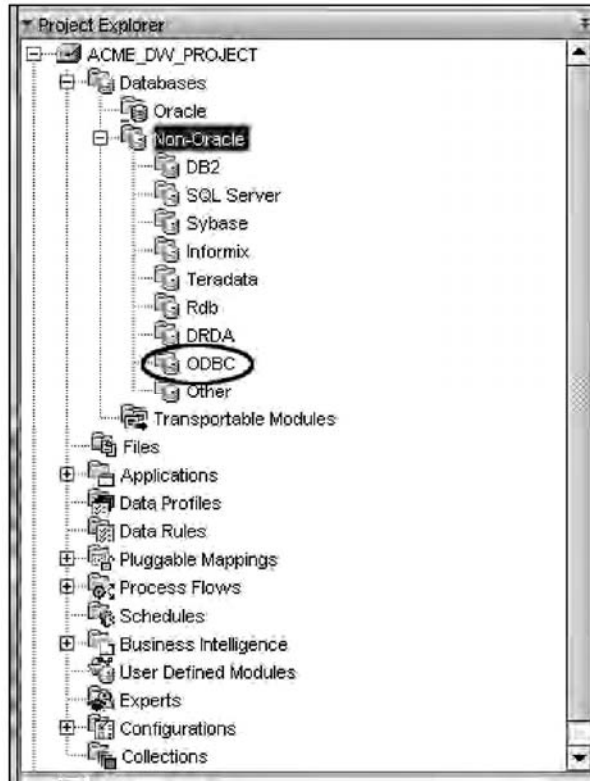 Project Explorer
ACME_DW_PROJECT
Databases
Oracle
Non-Oracle
DB2
SQL Server
Sybase
Informix
Teradata
Rdb
DRDA
ODBC
Other
Transportable Modules
Files
Applications
Data Profiles
Data Rules
Pluggable Mappings
Process Flows
Schedules
Business Intelligence
User Defined Modules
Experts
Configurations
Collections